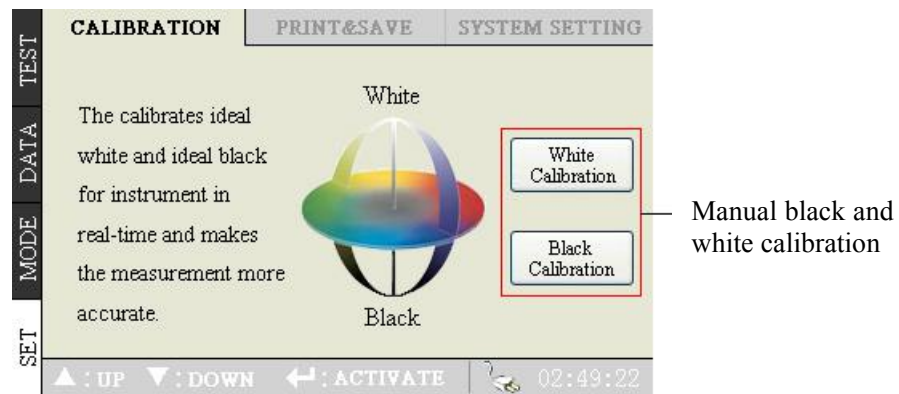 CALIBRATION
PRINT&SAVE
SYSTEM SETTING
TEST
DATA
MODE
SET
The calibrates ideal
white and ideal black
for instrument in
real-time and makes
the measurement more
accurate.
White
Black
White
Calibration
Black
Calibration
Manual black and
white calibration
▲ : UP ▼ : DOWN ↵ : ACTIVATE 02:49:22